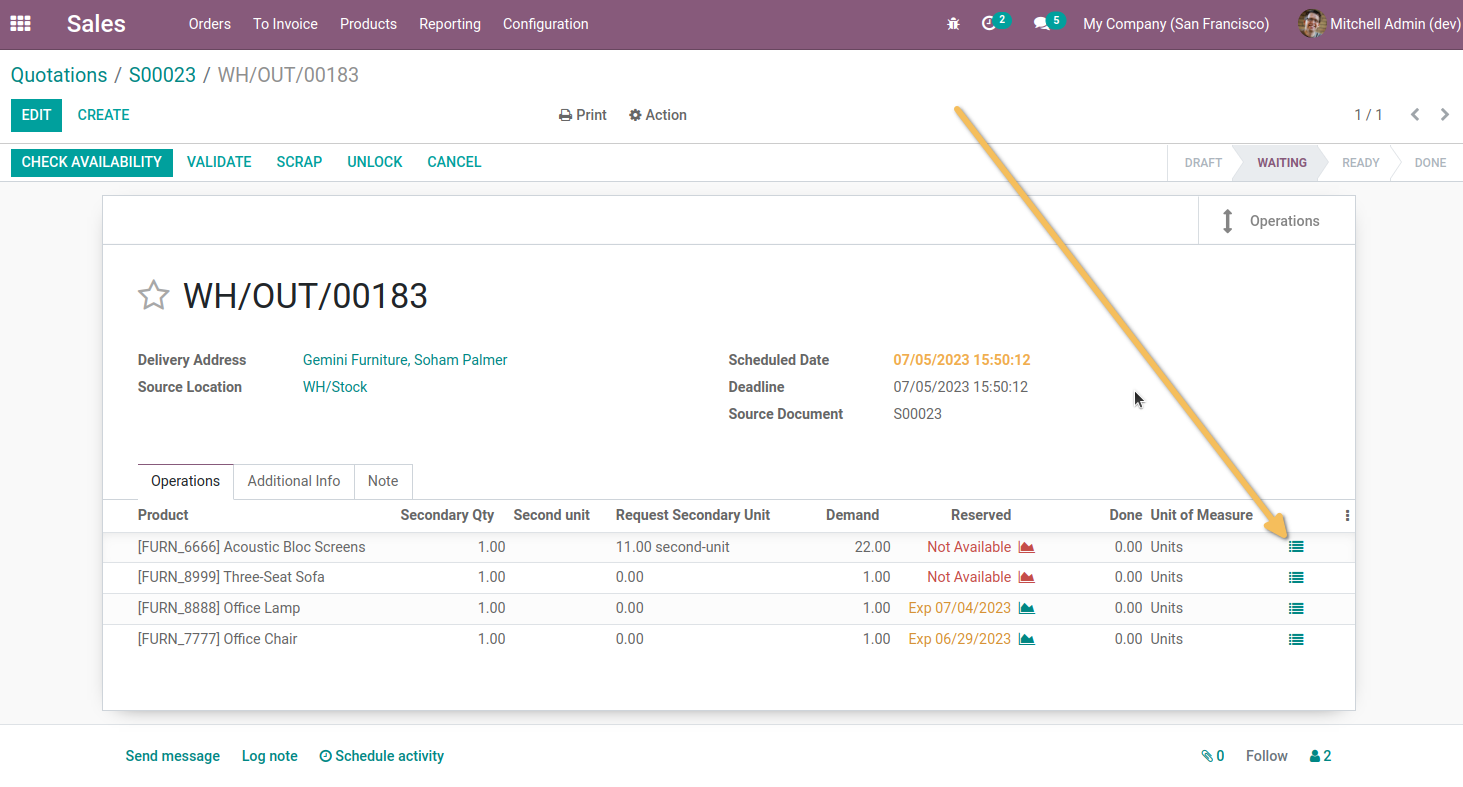 Sales Orders To Invoice Products Reporting Configuration 2 5 My Company (San Francisco) Mitchell Admin (dev)
Quotations / S00023 / WH/OUT/00183
EDIT CREATE Print Action 1 / 1
CHECK AVAILABILITY VALIDATE SCRAP UNLOCK CANCEL DRAFT WAITING READY DONE
Operations
WH/OUT/00183
Delivery Address Gemini Furniture, Soham Palmer Scheduled Date 07/05/2023 15:50:12
Source Location WH/Stock Deadline 07/05/2023 15:50:12
Source Document S00023
Operations Additional Info Note
Product Secondary Qty Second unit Request Secondary Unit Demand Reserved Done Unit of Measure
[FURN_6666] Acoustic Bloc Screens 1.00 11.00 second-unit 22.00 Not Available 0.00 Units
[FURN_8999] Three-Seat Sofa 1.00 0.00 1.00 Not Available 0.00 Units
[FURN_8888] Office Lamp 1.00 0.00 1.00 Exp 07/04/2023 0.00 Units
[FURN_7777] Office Chair 1.00 0.00 1.00 Exp 06/29/2023 0.00 Units
Send message Log note Schedule activity 0 Follow 2